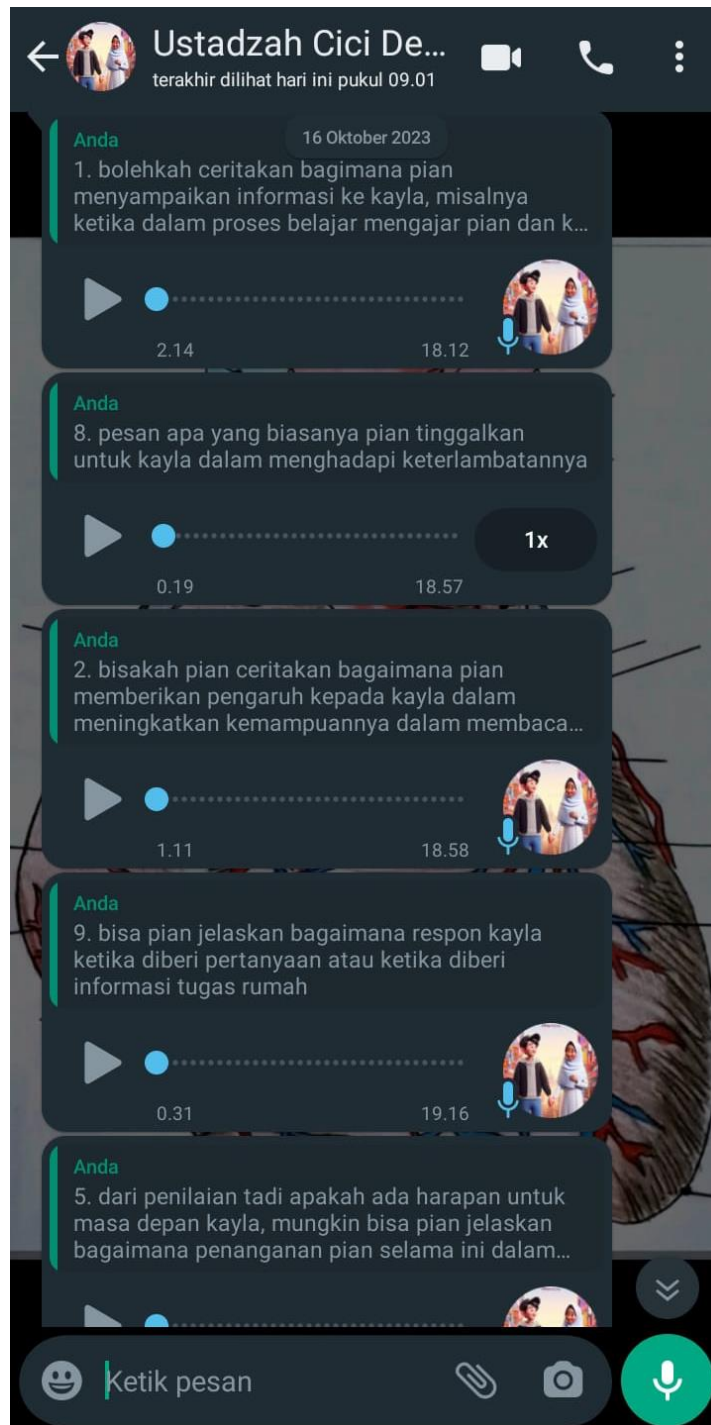 Ustadzah Cici De...
terakhir dilihat hari ini pukul 09.01
16 Oktober 2023
Anda
1. bolehkah ceritakan bagimana pian
menyampaikan informasi ke kayla, misalnya
ketika dalam proses belajar mengajar pian dan k...
2.14 18.12
Anda
8. pesan apa yang biasanya pian tinggalkan
untuk kayla dalam menghadapi keterlambatannya
1x
0.19 18.57
Anda
2. bisakah pian ceritakan bagaimana pian
memberikan pengaruh kepada kayla dalam
meningkatkan kemampuannya dalam membaca...
1.11 18.58
Anda
9. bisa pian jelaskan bagaimana respon kayla
ketika diberi pertanyaan atau ketika diberi
informasi tugas rumah
0.31 19.16
Anda
5. dari penilaian tadi apakah ada harapan untuk
masa depan kayla, mungkin bisa pian jelaskan
bagaimana penanganan pian selama ini dalam...
Ketik pesan